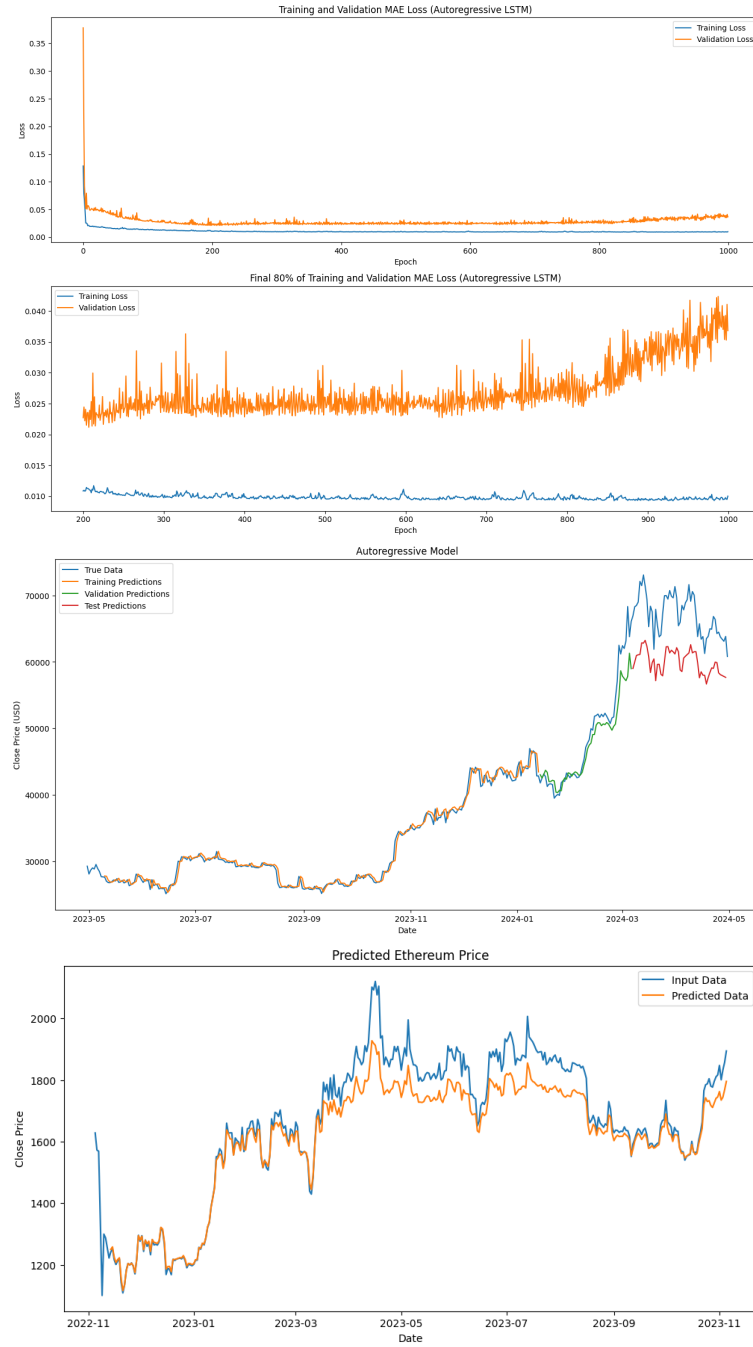 Training and Validation MAE Loss (Autoregressive LSTM)
Training Loss
Validation Loss
0.35
0.30
0.25
0.20
0.15
0.10
0.05
0.00
Loss
0
200
400
600
800
1000
Epoch
Final 80% of Training and Validation MAE Loss (Autoregressive LSTM)
Training Loss
Validation Loss
0.040
0.035
0.030
0.025
0.020
0.015
0.010
Loss
200
300
400
500
600
700
800
900
1000
Epoch
Autoregressive Model
True Data
Training Predictions
Validation Predictions
Test Predictions
70000
60000
50000
40000
30000
Close Price (USD)
2023-05
2023-07
2023-09
2023-11
2024-01
2024-03
2024-05
Date
Predicted Ethereum Price
Input Data
Predicted Data
2000
1800
1600
1400
1200
Close Price
2022-11
2023-01
2023-03
2023-05
2023-07
2023-09
2023-11
Date